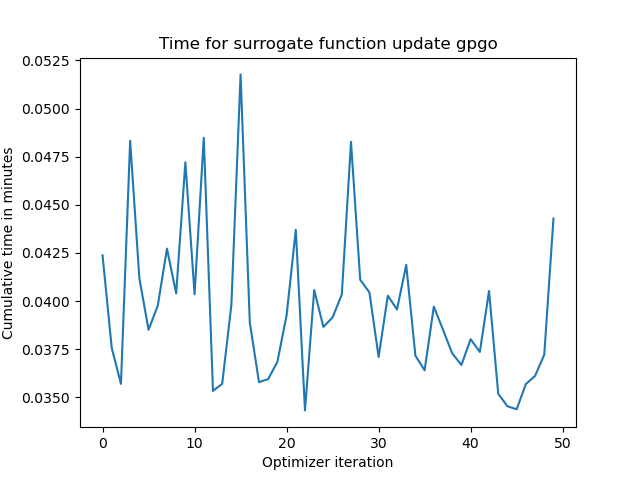 Time for surrogate function update gpgo
Cumulative time in minutes
0.0525
0.0500
0.0475
0.0450
0.0425
0.0400
0.0375
0.0350
0 10 20 30 40 50
Optimizer iteration